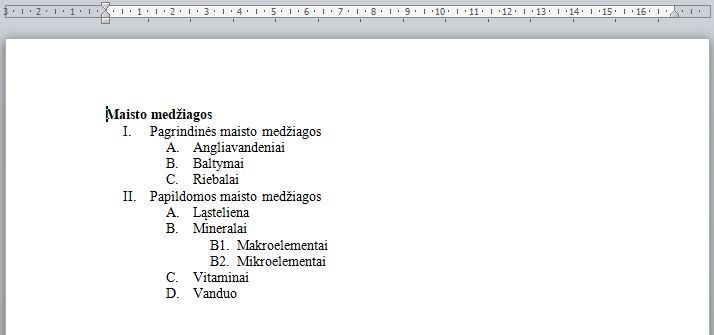 3 2 1 1 2 3 4 5 6 7 8 9 10 11 12 13 14 15 16
Maisto medžiagos
I. Pagrindinės maisto medžiagos
A. Angliavandeniai
B. Baltymai
C. Riebalai
II. Papildomos maisto medžiagos
A. Ląsteliena
B. Mineralai
B1. Makroelementai
B2. Mikroelementai
C. Vitaminai
D. Vanduo